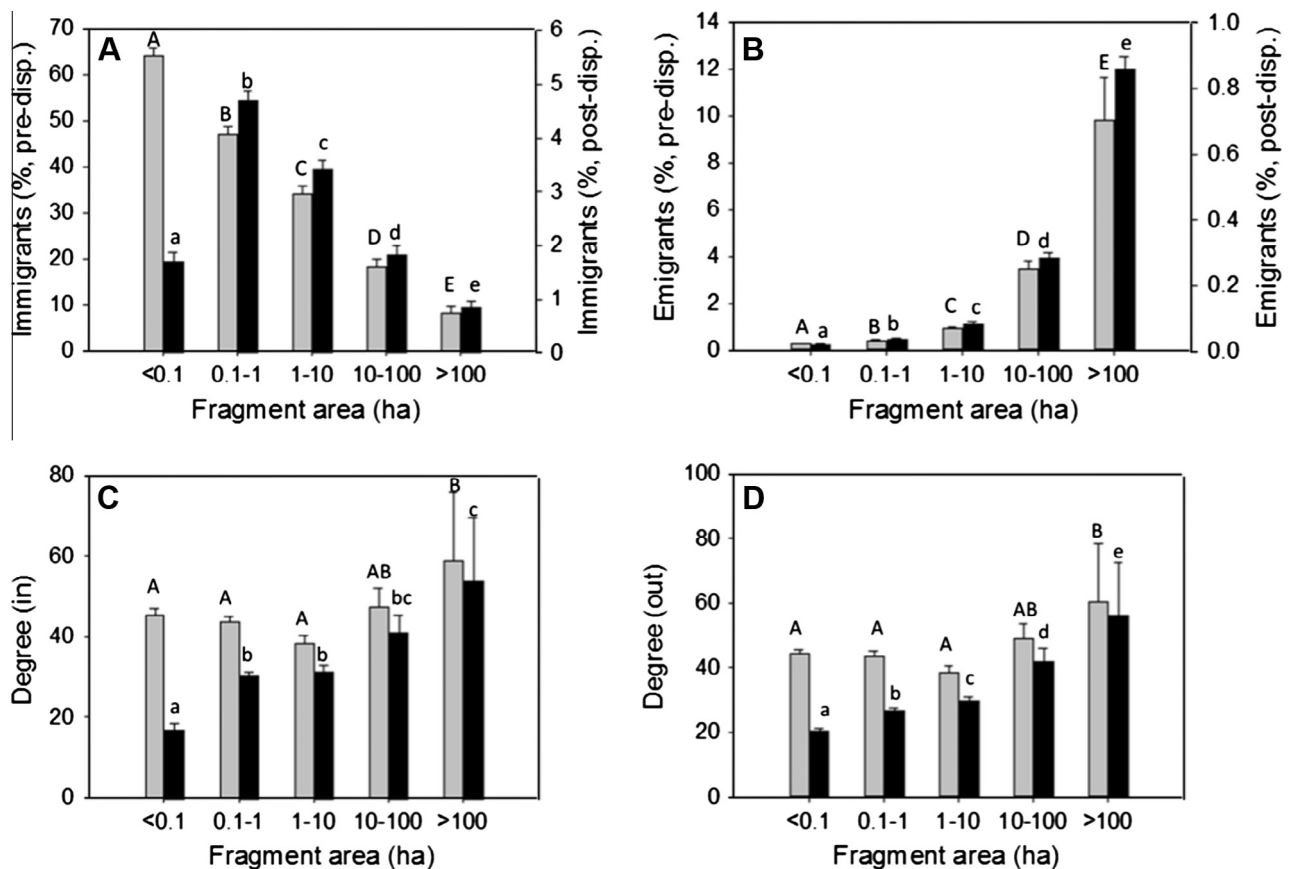 A
Immigrants (%, pre-disp.)
70
60
50
40
30
20
10
0
A
a
B
b
C
c
D
d
E
e
6
5
4
3
2
1
0
Immigrants (%, post-disp.)
<0.1 0.1-1 1-10 10-100 >100
Fragment area (ha)
B
Emigrants (%, pre-disp.)
14
12
10
8
6
4
2
0
A
a
B
b
C
c
D
d
E
e
1.0
0.8
0.6
0.4
0.2
0.0
Emigrants (%, post-disp.)
<0.1 0.1-1 1-10 10-100 >100
Fragment area (ha)
C
Degree (in)
80
60
40
20
0
A
a
A
b
A
b
AB
bc
B
c
<0.1 0.1-1 1-10 10-100 >100
Fragment area (ha)
D
Degree (out)
100
80
60
40
20
0
A
a
A
b
A
c
AB
d
B
e
<0.1 0.1-1 1-10 10-100 >100
Fragment area (ha)